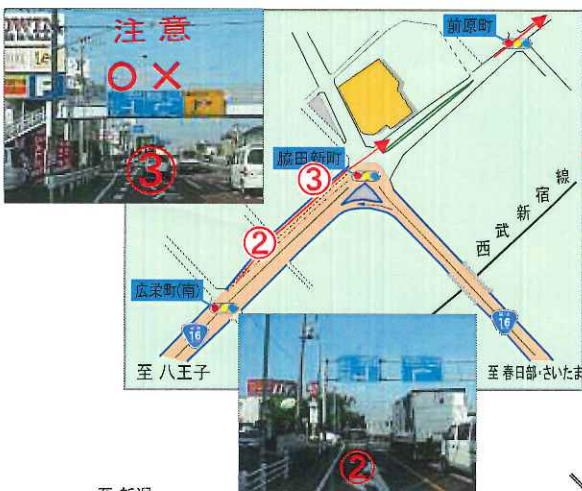 注意
○×
③
前原町
脇田新町
③
②
西武新宿線
広栄町(南)
16
16
至 八王子
至 春日部・さいたま
②